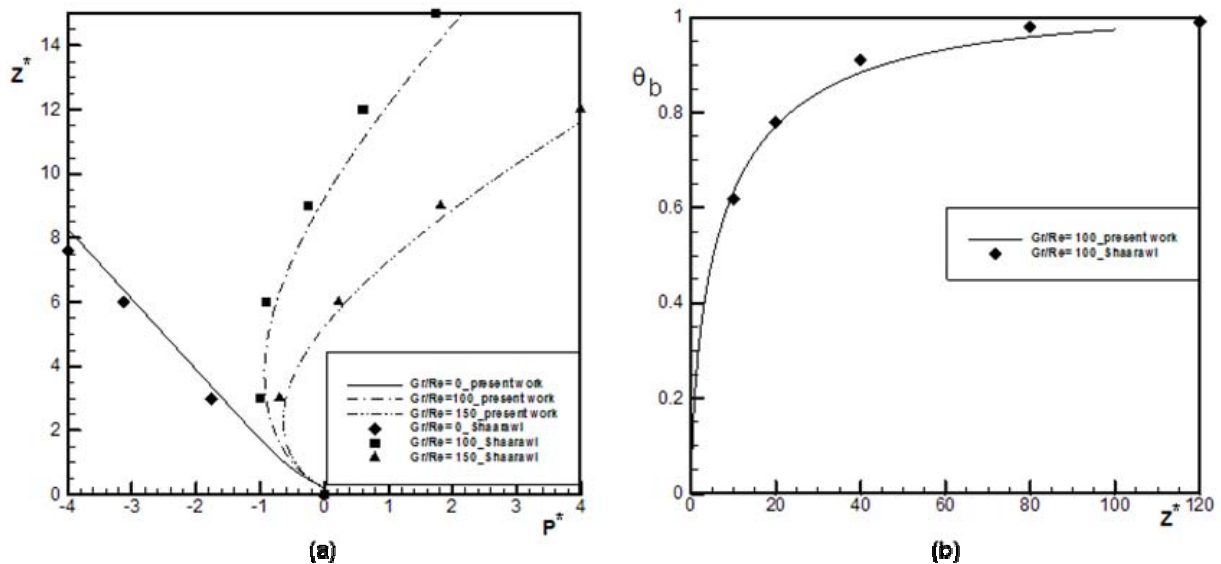 14
Z*
12
10
8
6
4
2
0
-4
-3
-2
-1
0
1
2
3
4
P*
Gr/Re= 0_present work
Gr/Re=100_present work
Gr/Re= 150_present work
Gr/Re= 0_Shaarawi
Gr/Re= 100_Shaarawi
Gr/Re= 150_Shaarawi
(a)
1
θb
0.8
0.6
0.4
0.2
0
0
20
40
60
80
100
120
Z*
Gr/Re= 100_present work
Gr/Re= 100_Shaarawi
(b)